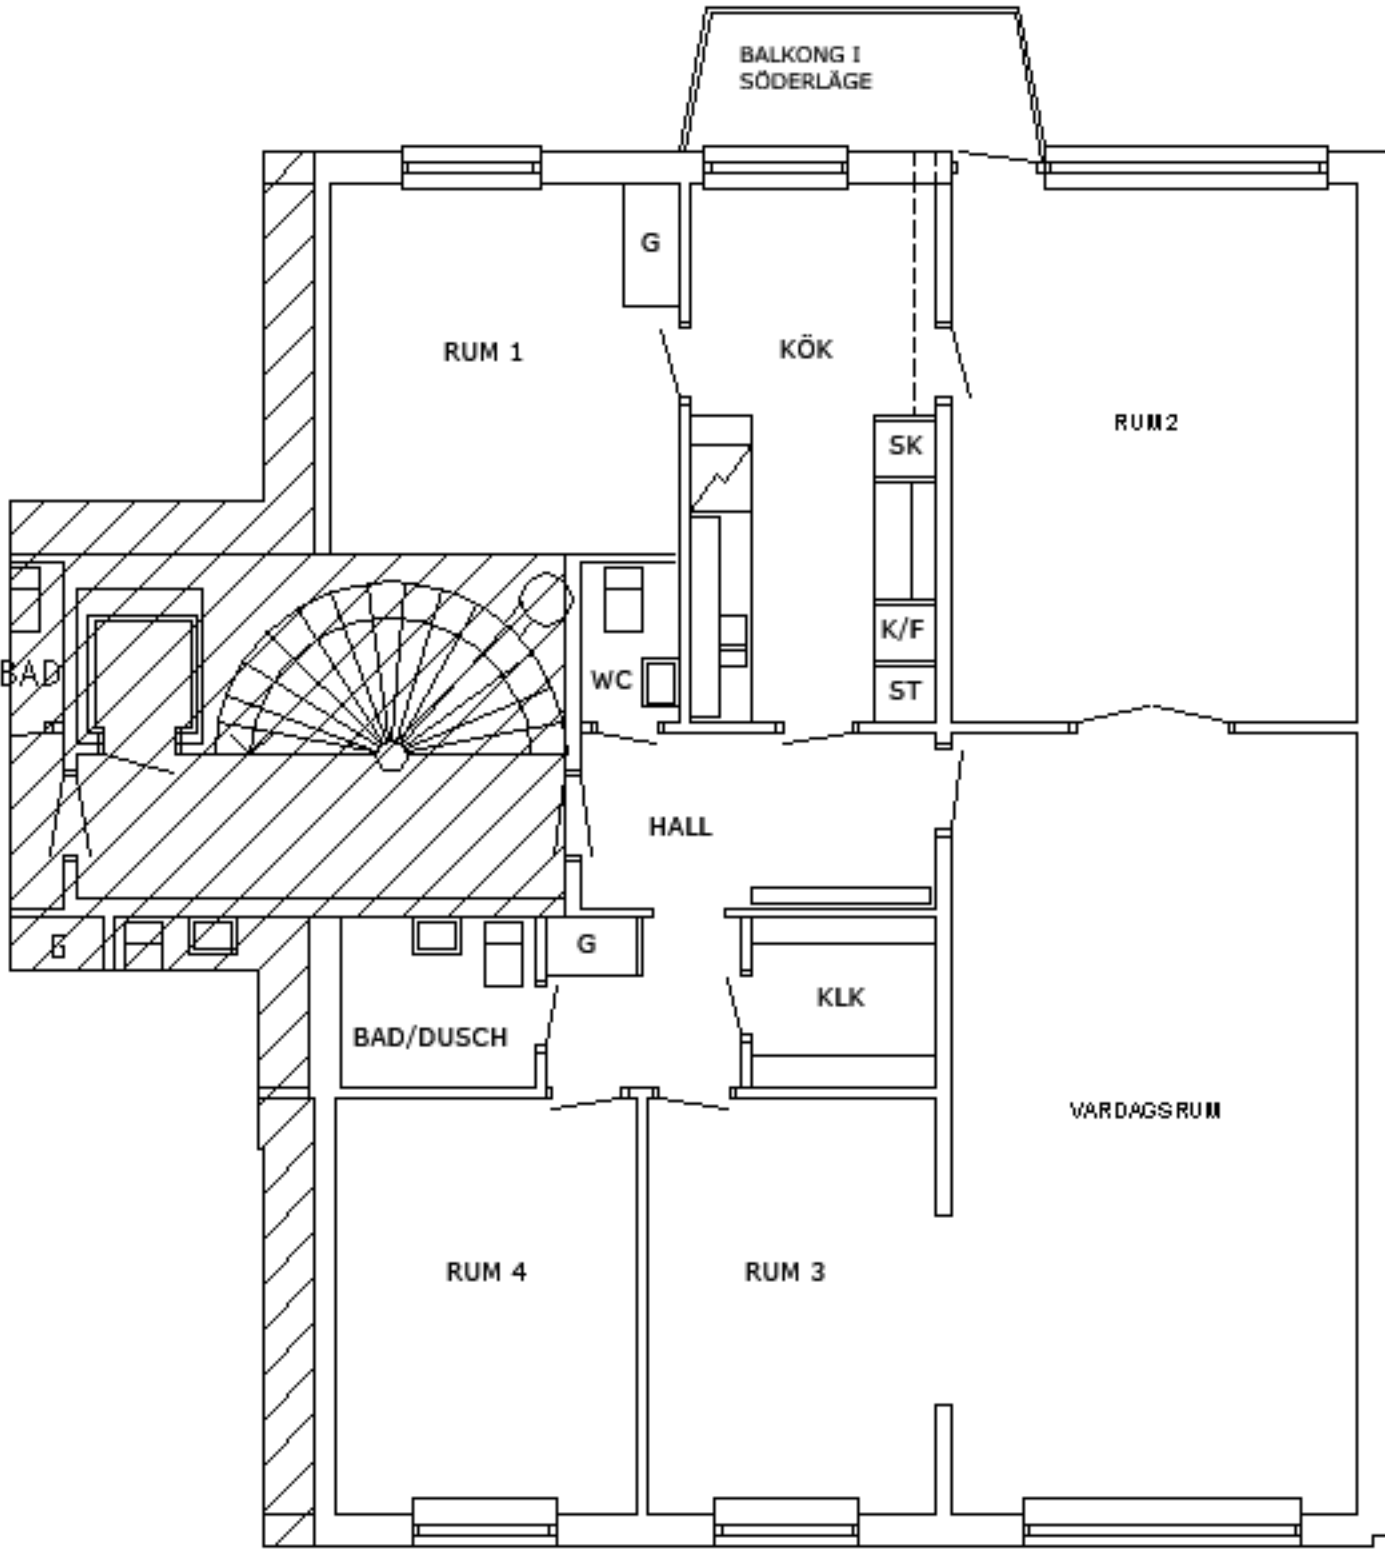 BALKONG I
SÖDERLÄGE
G
RUM 1
KÖK
RUM2
SK
K/F
BAD
WC
ST
HALL
G
KLK
BAD/DUSCH
VARDAGSRUM
RUM 4
RUM 3